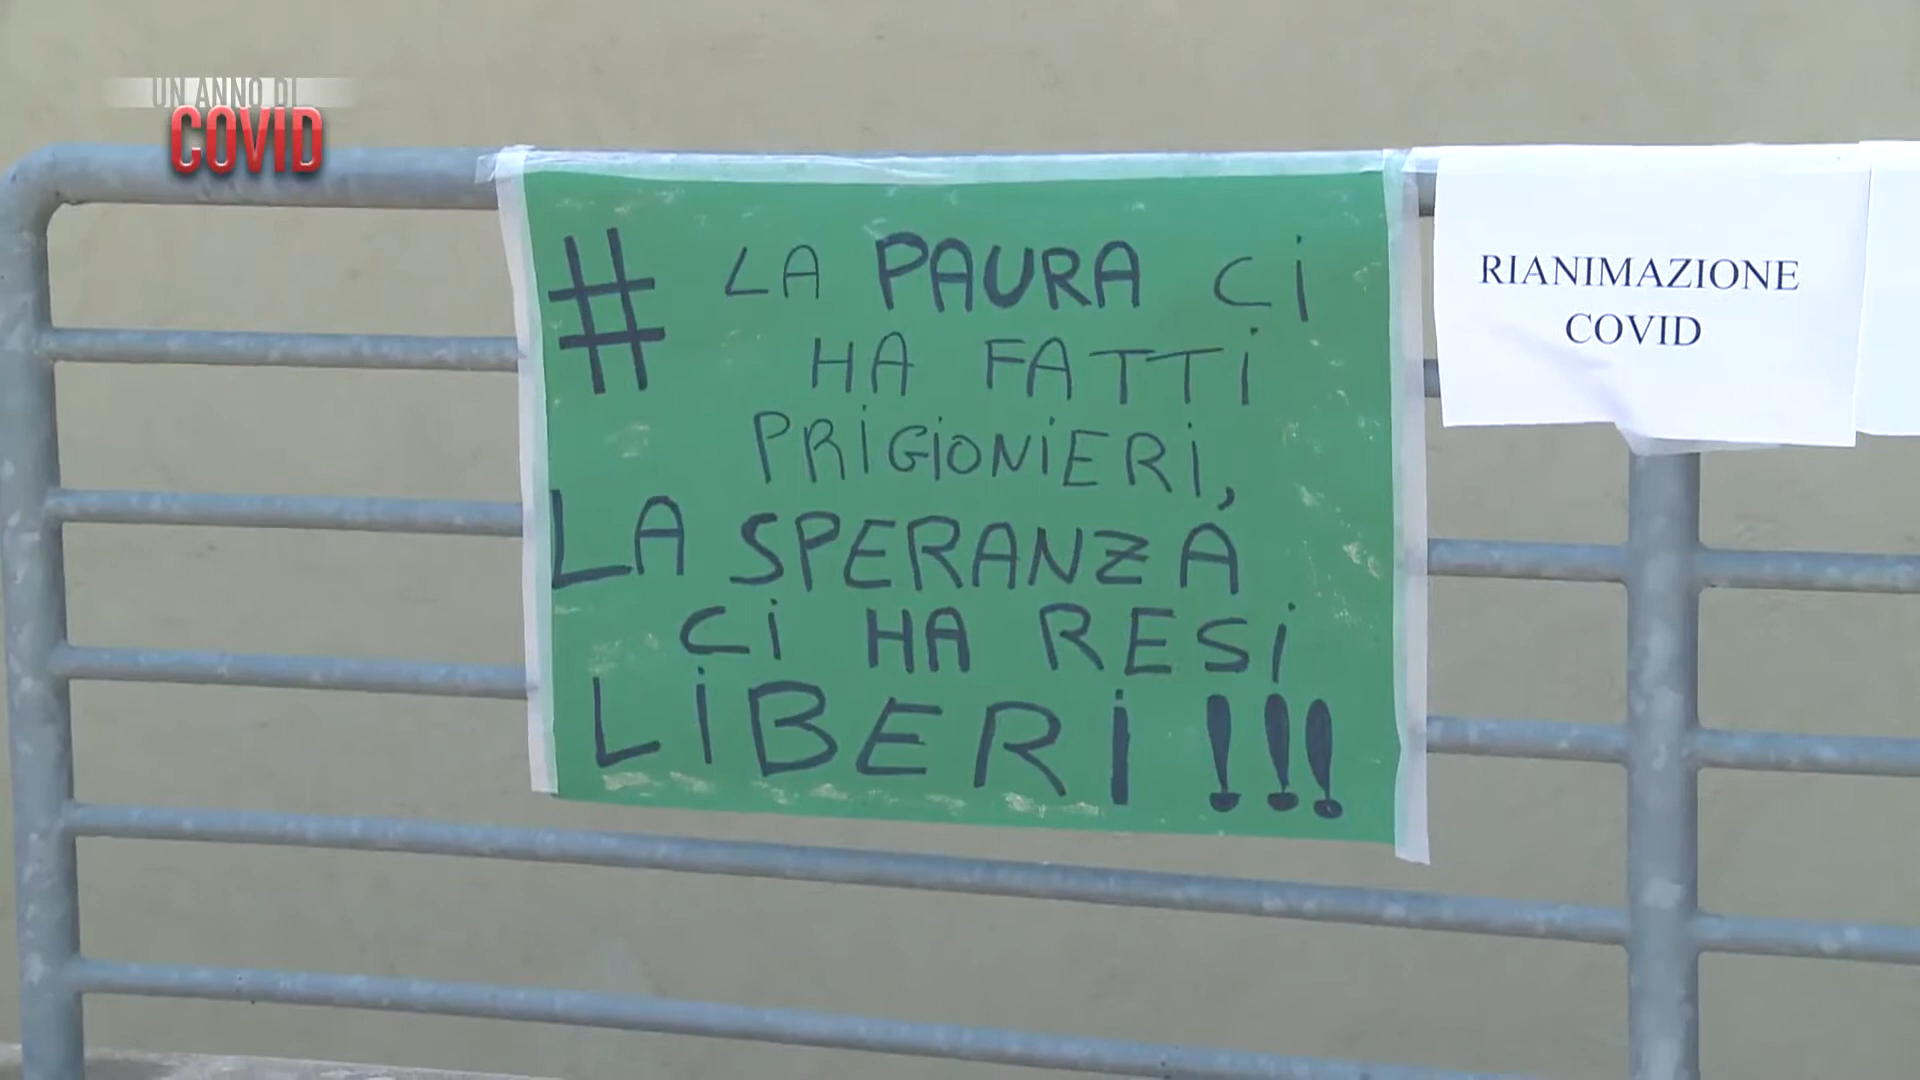 UN ANNO DI
COVID
# LA PAURA Ci
HA FATTi
PRiGiONiERi,
LA SPERANZA
Ci HA RESi
LiBERi!!!
RIANIMAZIONE
COVID